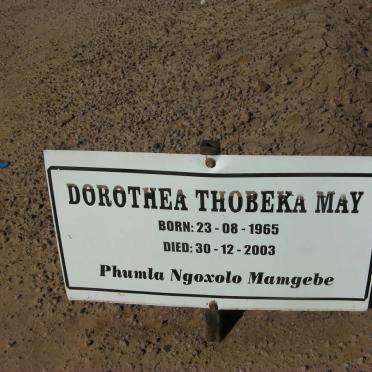 DOROTHEA THOBEKA MAY
BORN: 23 - 08 - 1965
DIED: 30 - 12 - 2003
Phumla Ngoxolo Mamgebe